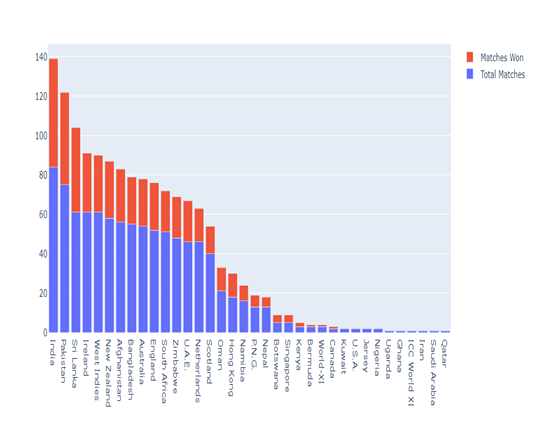 140
120
100
80
60
40
20
0
Matches Won
Total Matches
India
Pakistan
Sri Lanka
Ireland
West Indies
New Zealand
Afghanistan
Bangladesh
Australia
England
South Africa
Zimbabwe
U.A.E.
Netherlands
Scotland
Oman
Hong Kong
Namibia
P.N.G.
Nepal
Botswana
Singapore
Kenya
Bermuda
World-XI
Canada
Kuwait
U.S.A.
Jersey
Nigeria
Uganda
Ghana
ICC World XI
Iran
Saudi Arabia
Qatar